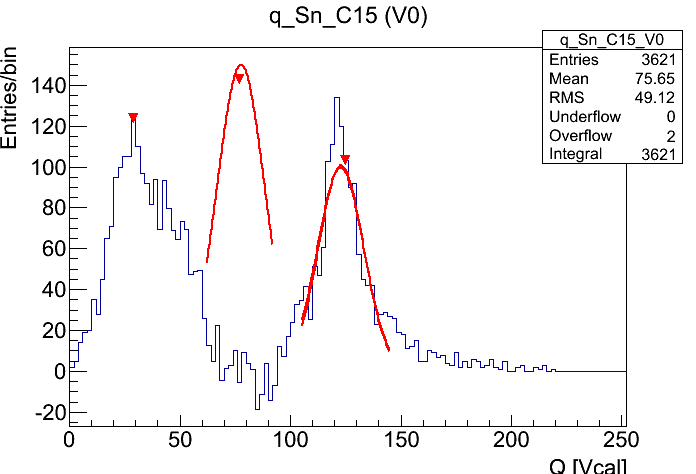 q_Sn_C15 (V0)
q_Sn_C15_V0
Entries 3621
Mean 75.65
RMS 49.12
Underflow 0
Overflow 2
Integral 3621
Entries/bin
140
120
100
80
60
40
20
0
-20
0 50 100 150 200 250
Q [Vcal]